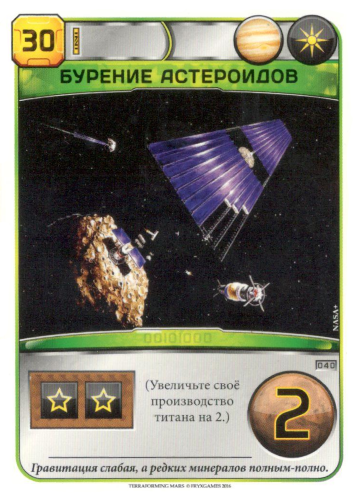 30
БУРЕНИЕ АСТЕРОИДОВ
NASA+
[040]
(Увеличьте своё
производство
титана на 2.)
2
Гравитация слабая, а редких минералов полным-полно.
TERRAFORMING MARS © FRYXGAMES 2016